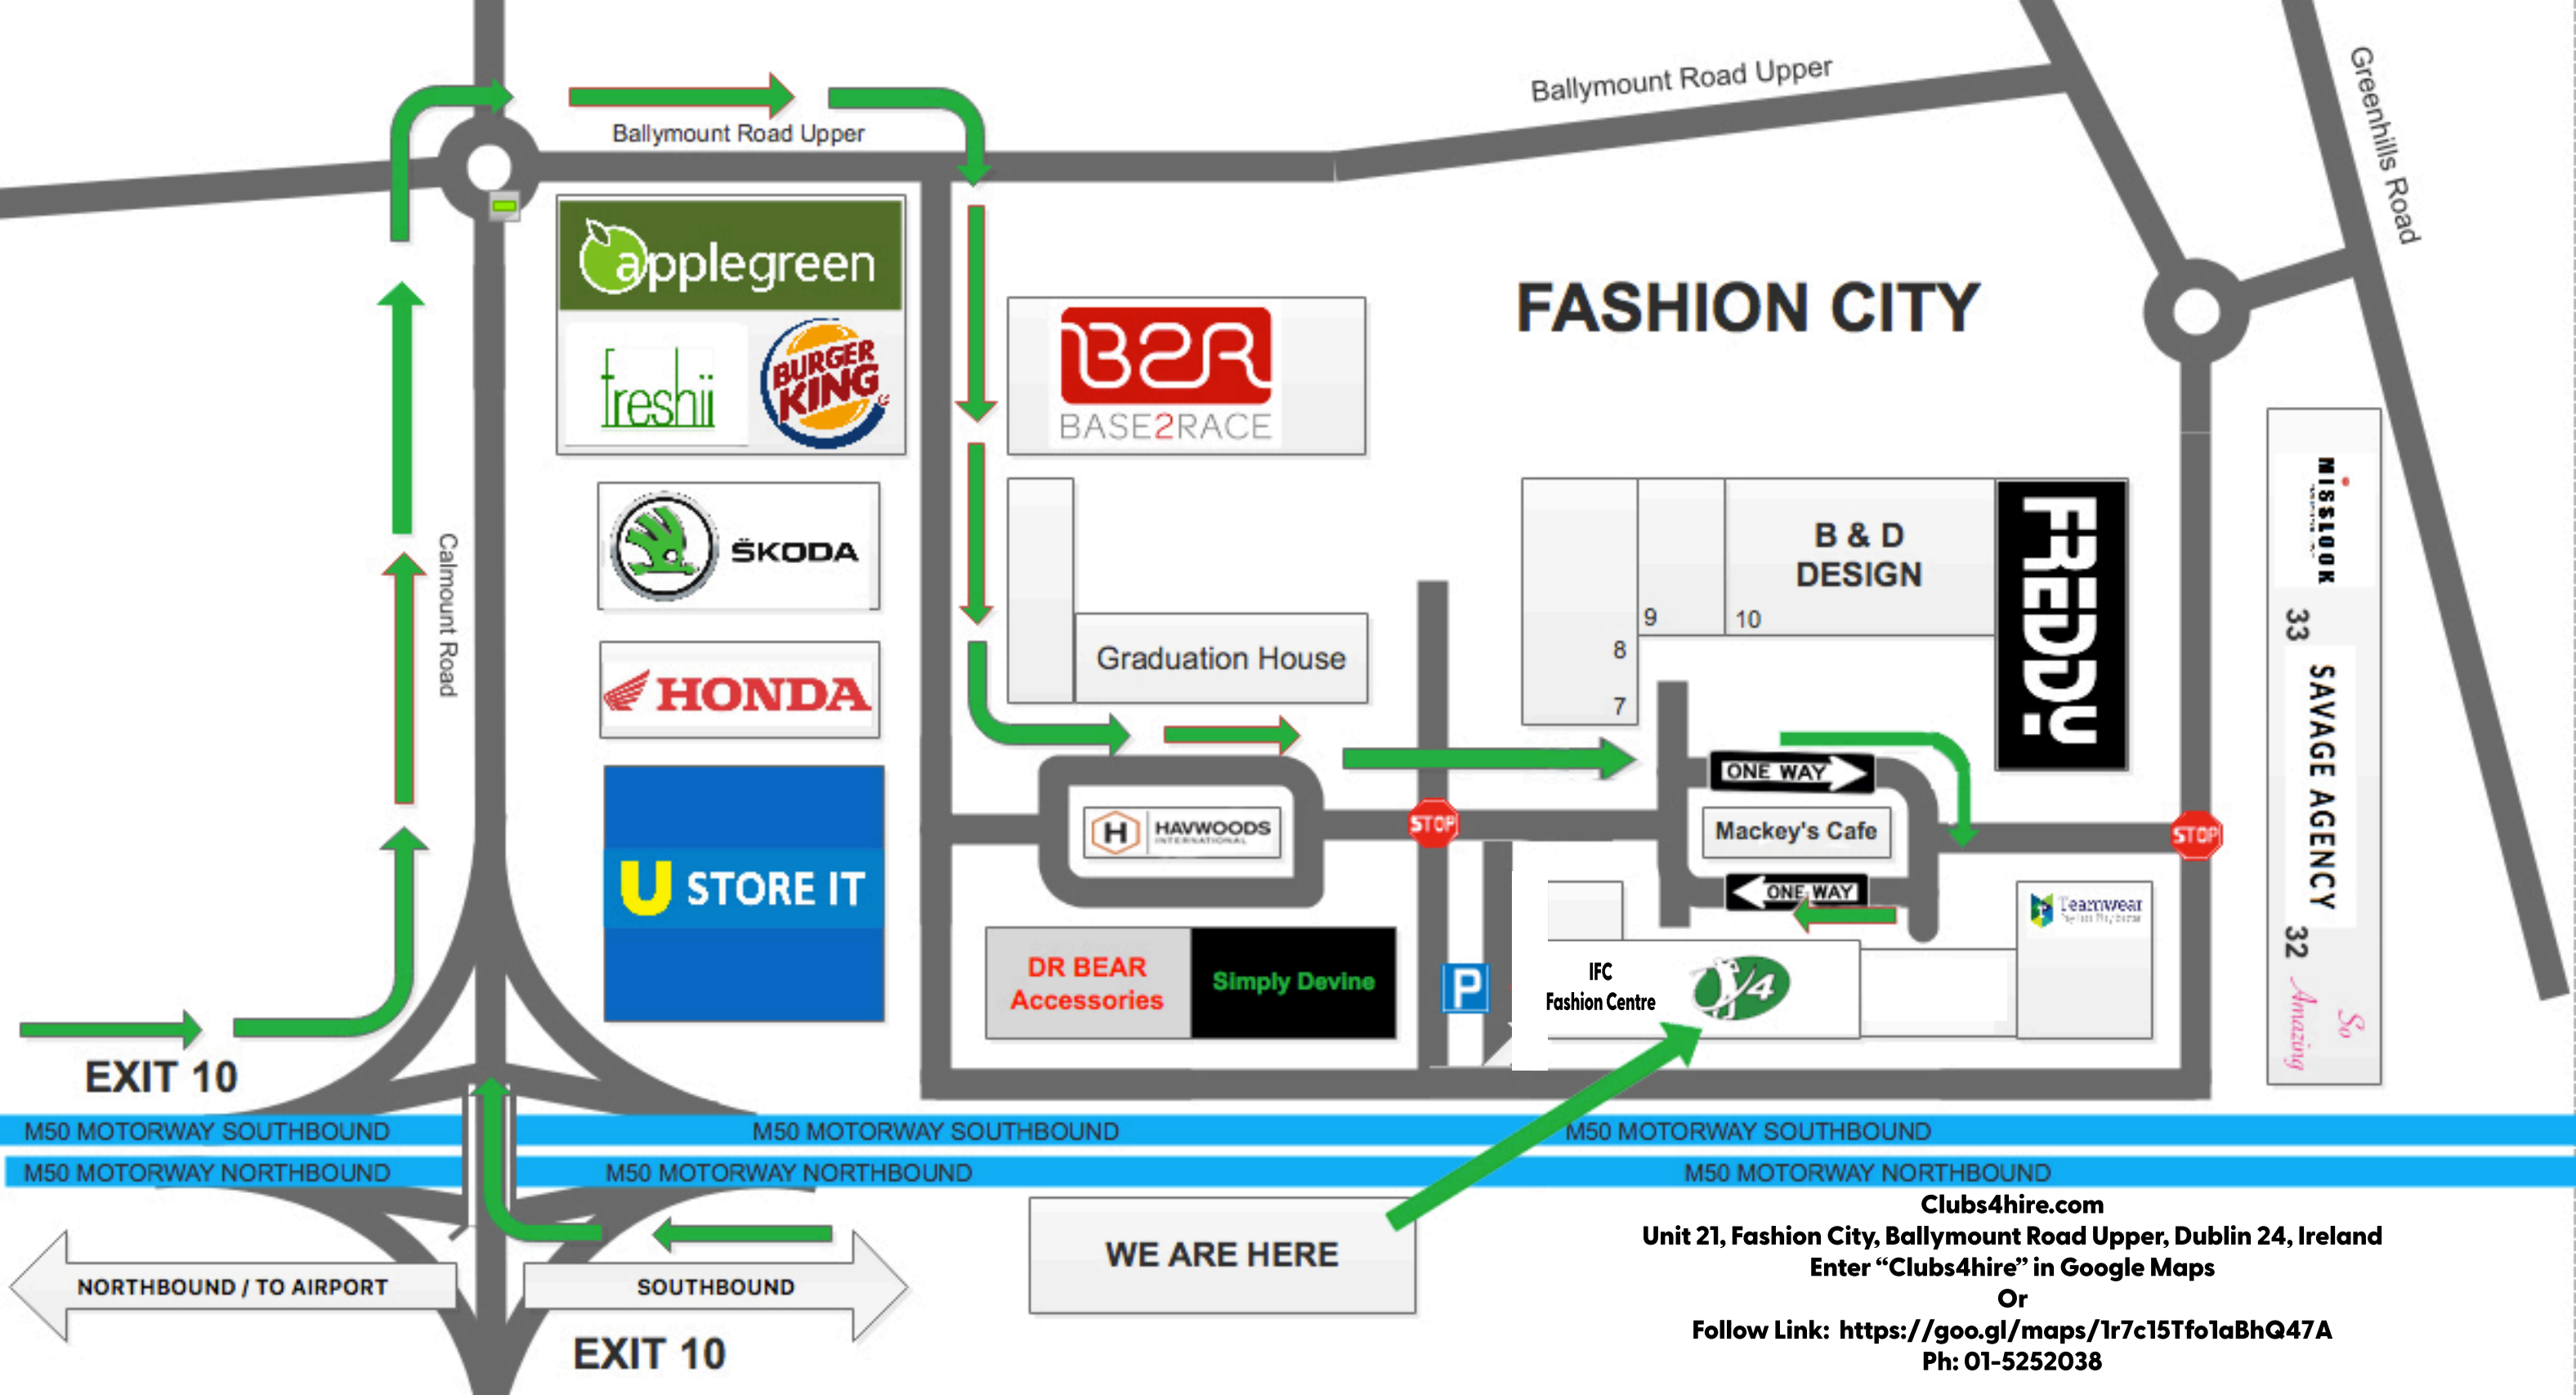 Ballymount Road Upper
Ballymount Road Upper
Greenhills Road
applegreen
freshii
BURGER
KING
B2R
BASE2RACE
FASHION CITY
ŠKODA
Calmount Road
HONDA
U STORE IT
Graduation House
B & D
DESIGN
9
10
8
7
FREDDY
MISSLOOK
33
SAVAGE AGENCY
32
So
Amazing
ONE WAY
Mackey's Cafe
ONE WAY
STOP
STOP
H HAVWOODS
INTERNATIONAL
Teamwear
DR BEAR
Accessories
Simply Devine
P
IFC
Fashion Centre
4
EXIT 10
M50 MOTORWAY SOUTHBOUND
M50 MOTORWAY SOUTHBOUND
M50 MOTORWAY SOUTHBOUND
M50 MOTORWAY NORTHBOUND
M50 MOTORWAY NORTHBOUND
M50 MOTORWAY NORTHBOUND
NORTHBOUND / TO AIRPORT
SOUTHBOUND
EXIT 10
WE ARE HERE
Clubs4hire.com
Unit 21, Fashion City, Ballymount Road Upper, Dublin 24, Ireland
Enter “Clubs4hire” in Google Maps
Or
Follow Link: https://goo.gl/maps/1r7c15Tfo1aBhQ47A
Ph: 01-5252038